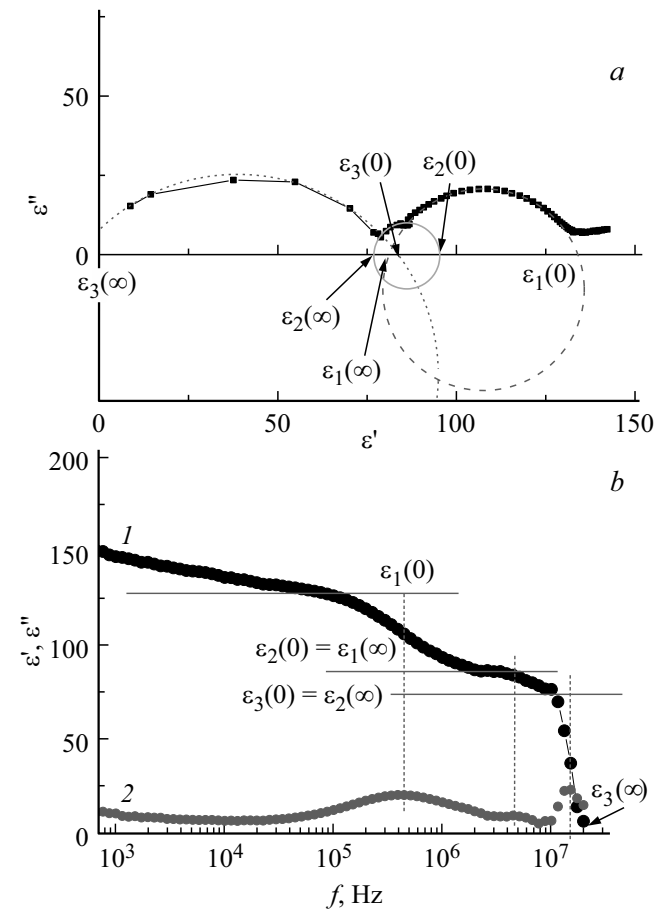 a
50
ε"
ε₃(0)
ε₂(0)
0
ε₃(∞)
ε₁(0)
ε₂(∞)
ε₁(∞)
0
50
100
150
ε'
200
b
1
150
ε₁(0)
ε', ε"
100
ε₂(0) = ε₁(∞)
ε₃(0) = ε₂(∞)
50
2
ε₃(∞)
0
10³
10⁴
10⁵
10⁶
10⁷
f, Hz